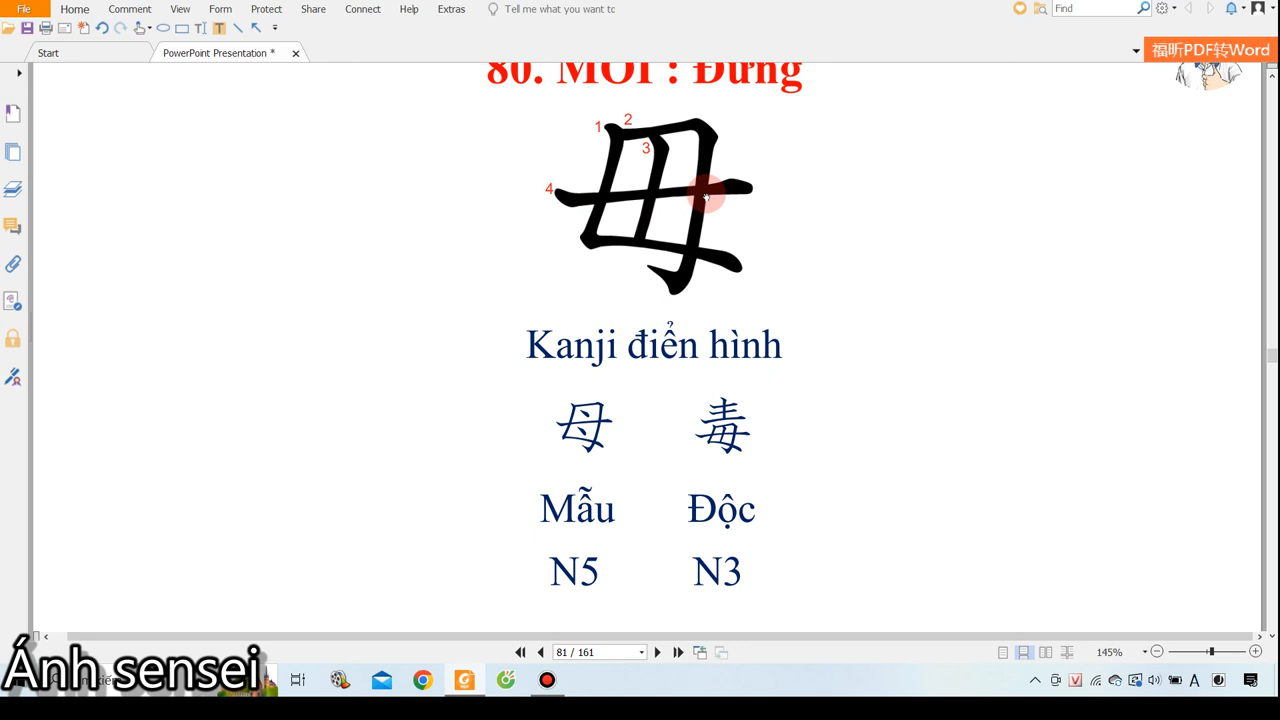 File Home Comment View Form Protect Share Connect Help Extras Tell me what you want to Find
Start PowerPoint Presentation * 福昕PDF转Word
80. MÔI : Đừng
1 2
3
4
毋
Kanji điển hình
母 毒
Mẫu Độc
N5 N3
81 / 161 145%
Ánh sensei